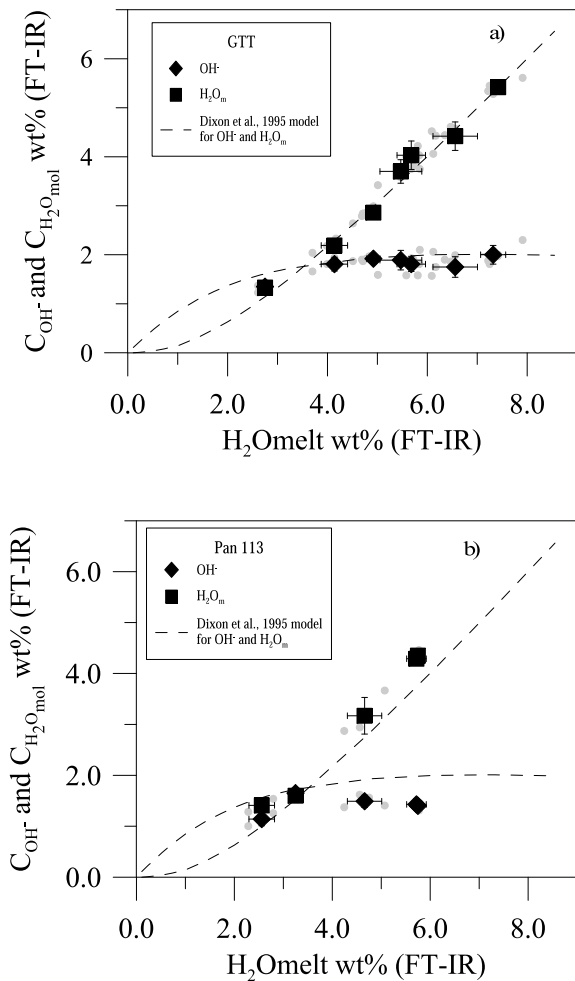 a)
GTT
OH-
H2Om
Dixon et al., 1995 model
for OH- and H2Om
COH- and CH2Omol wt% (FT-IR)
6
4
2
0
0.0 2.0 4.0 6.0 8.0
H2Omelt wt% (FT-IR)
b)
Pan 113
OH-
H2Om
Dixon et al., 1995 model
for OH- and H2Om
COH- and CH2Omol wt% (FT-IR)
6.0
4.0
2.0
0.0
0.0 2.0 4.0 6.0 8.0
H2Omelt wt% (FT-IR)